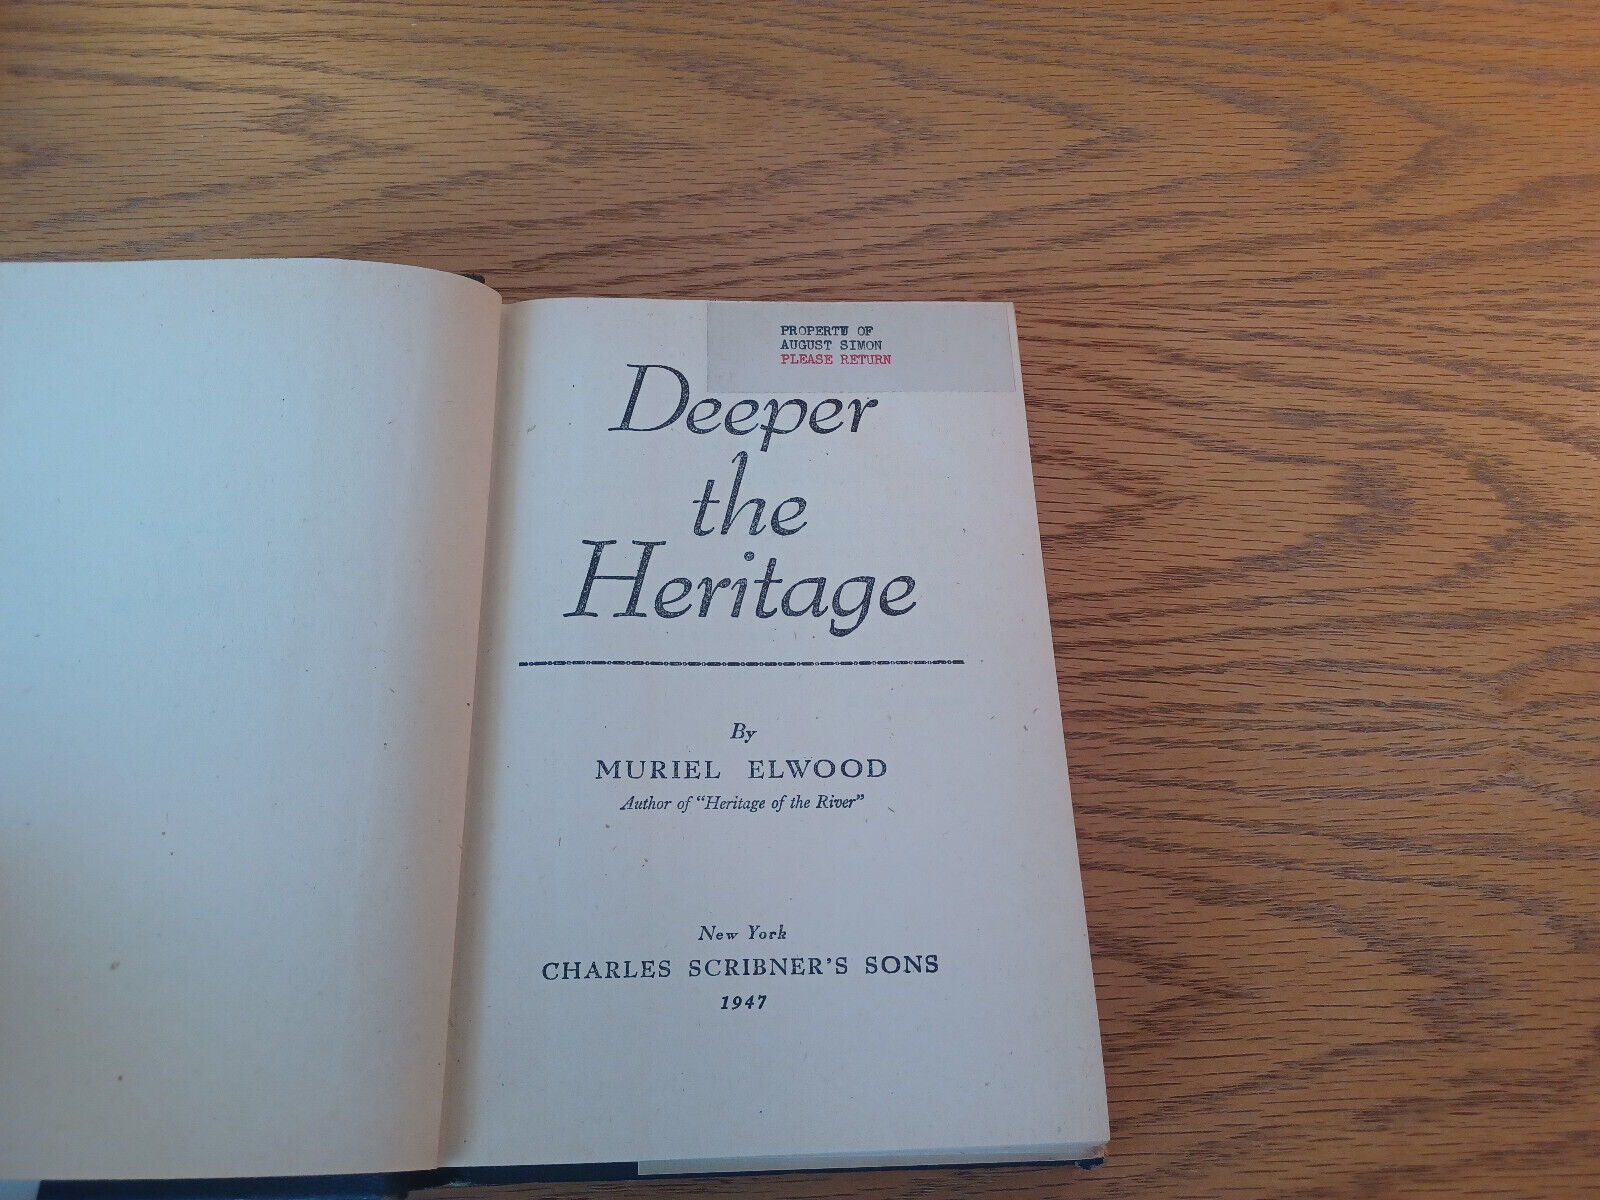 PROPERTY OF
AUGUST SIMON
PLEASE RETURN
Deeper
the
Heritage
By
MURIEL ELWOOD
Author of “Heritage of the River”
New York
CHARLES SCRIBNER'S SONS
1947